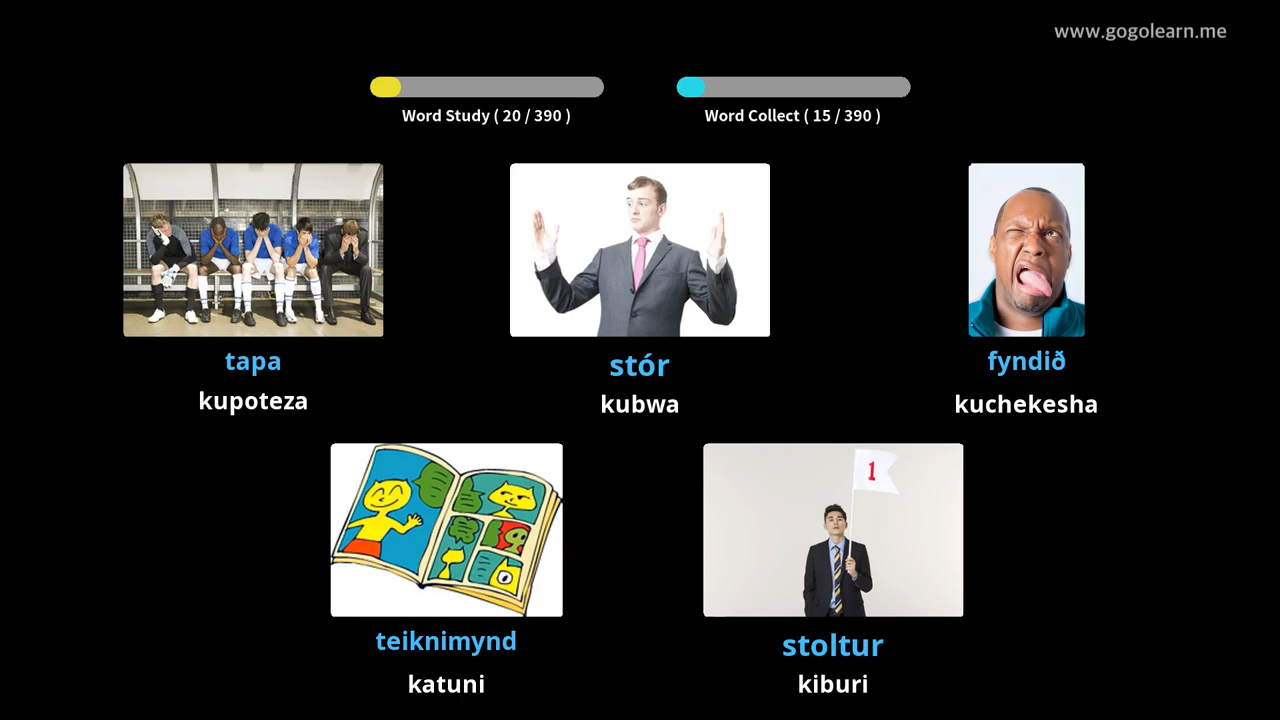 www.gogolearn.me
Word Study ( 20 / 390 )
Word Collect ( 15 / 390 )
tapa
kupoteza
stór
kubwa
fyndið
kuchekesha
1
teiknimynd
katuni
stoltur
kiburi